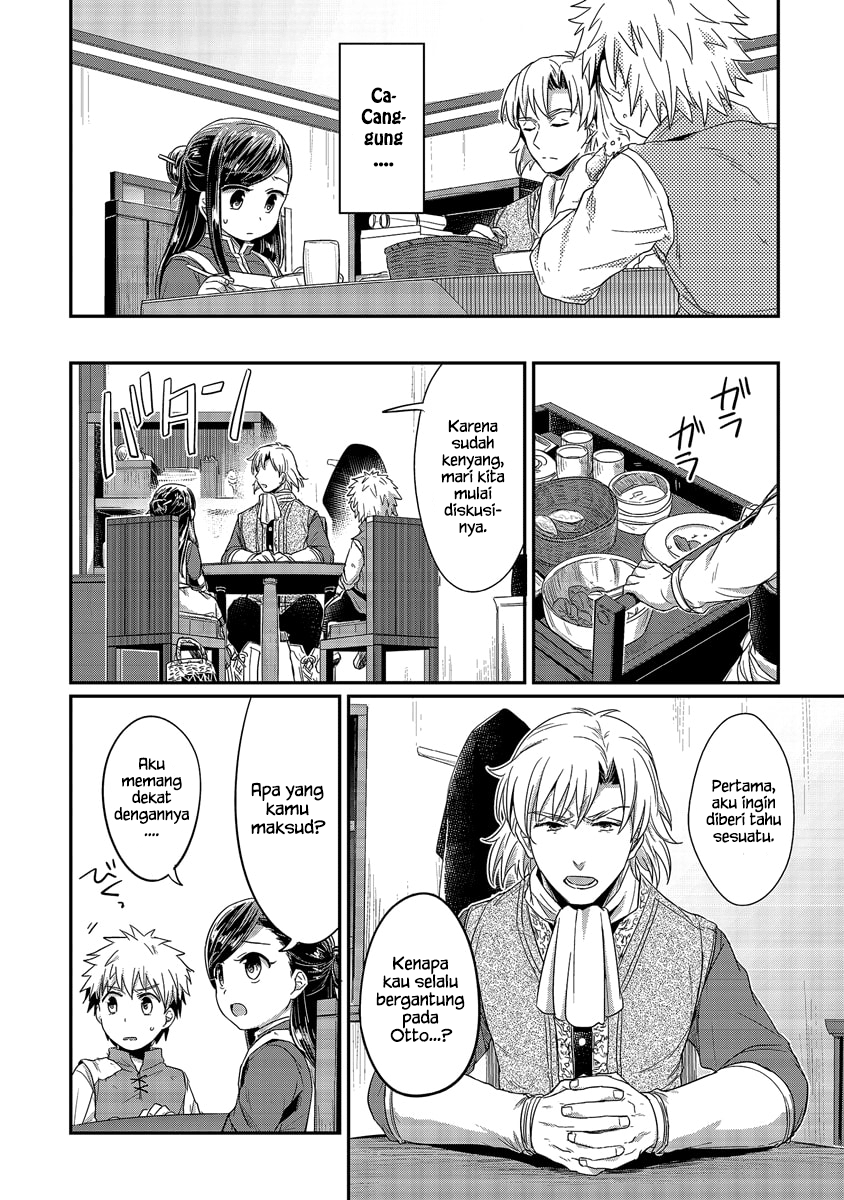 Ca-
Cang-
gung
....
ガラ
ガラ
バターン
Karena
sudah
kenyang,
mari kita
mulai
diskusi-
nya.
Pertama,
aku ingin
diberi tahu
sesuatu.
Kenapa
kau selalu
bergantung
pada
Otto...?
Apa yang
kamu
maksud?
Aku
memang
dekat
dengannya
....
びくっ